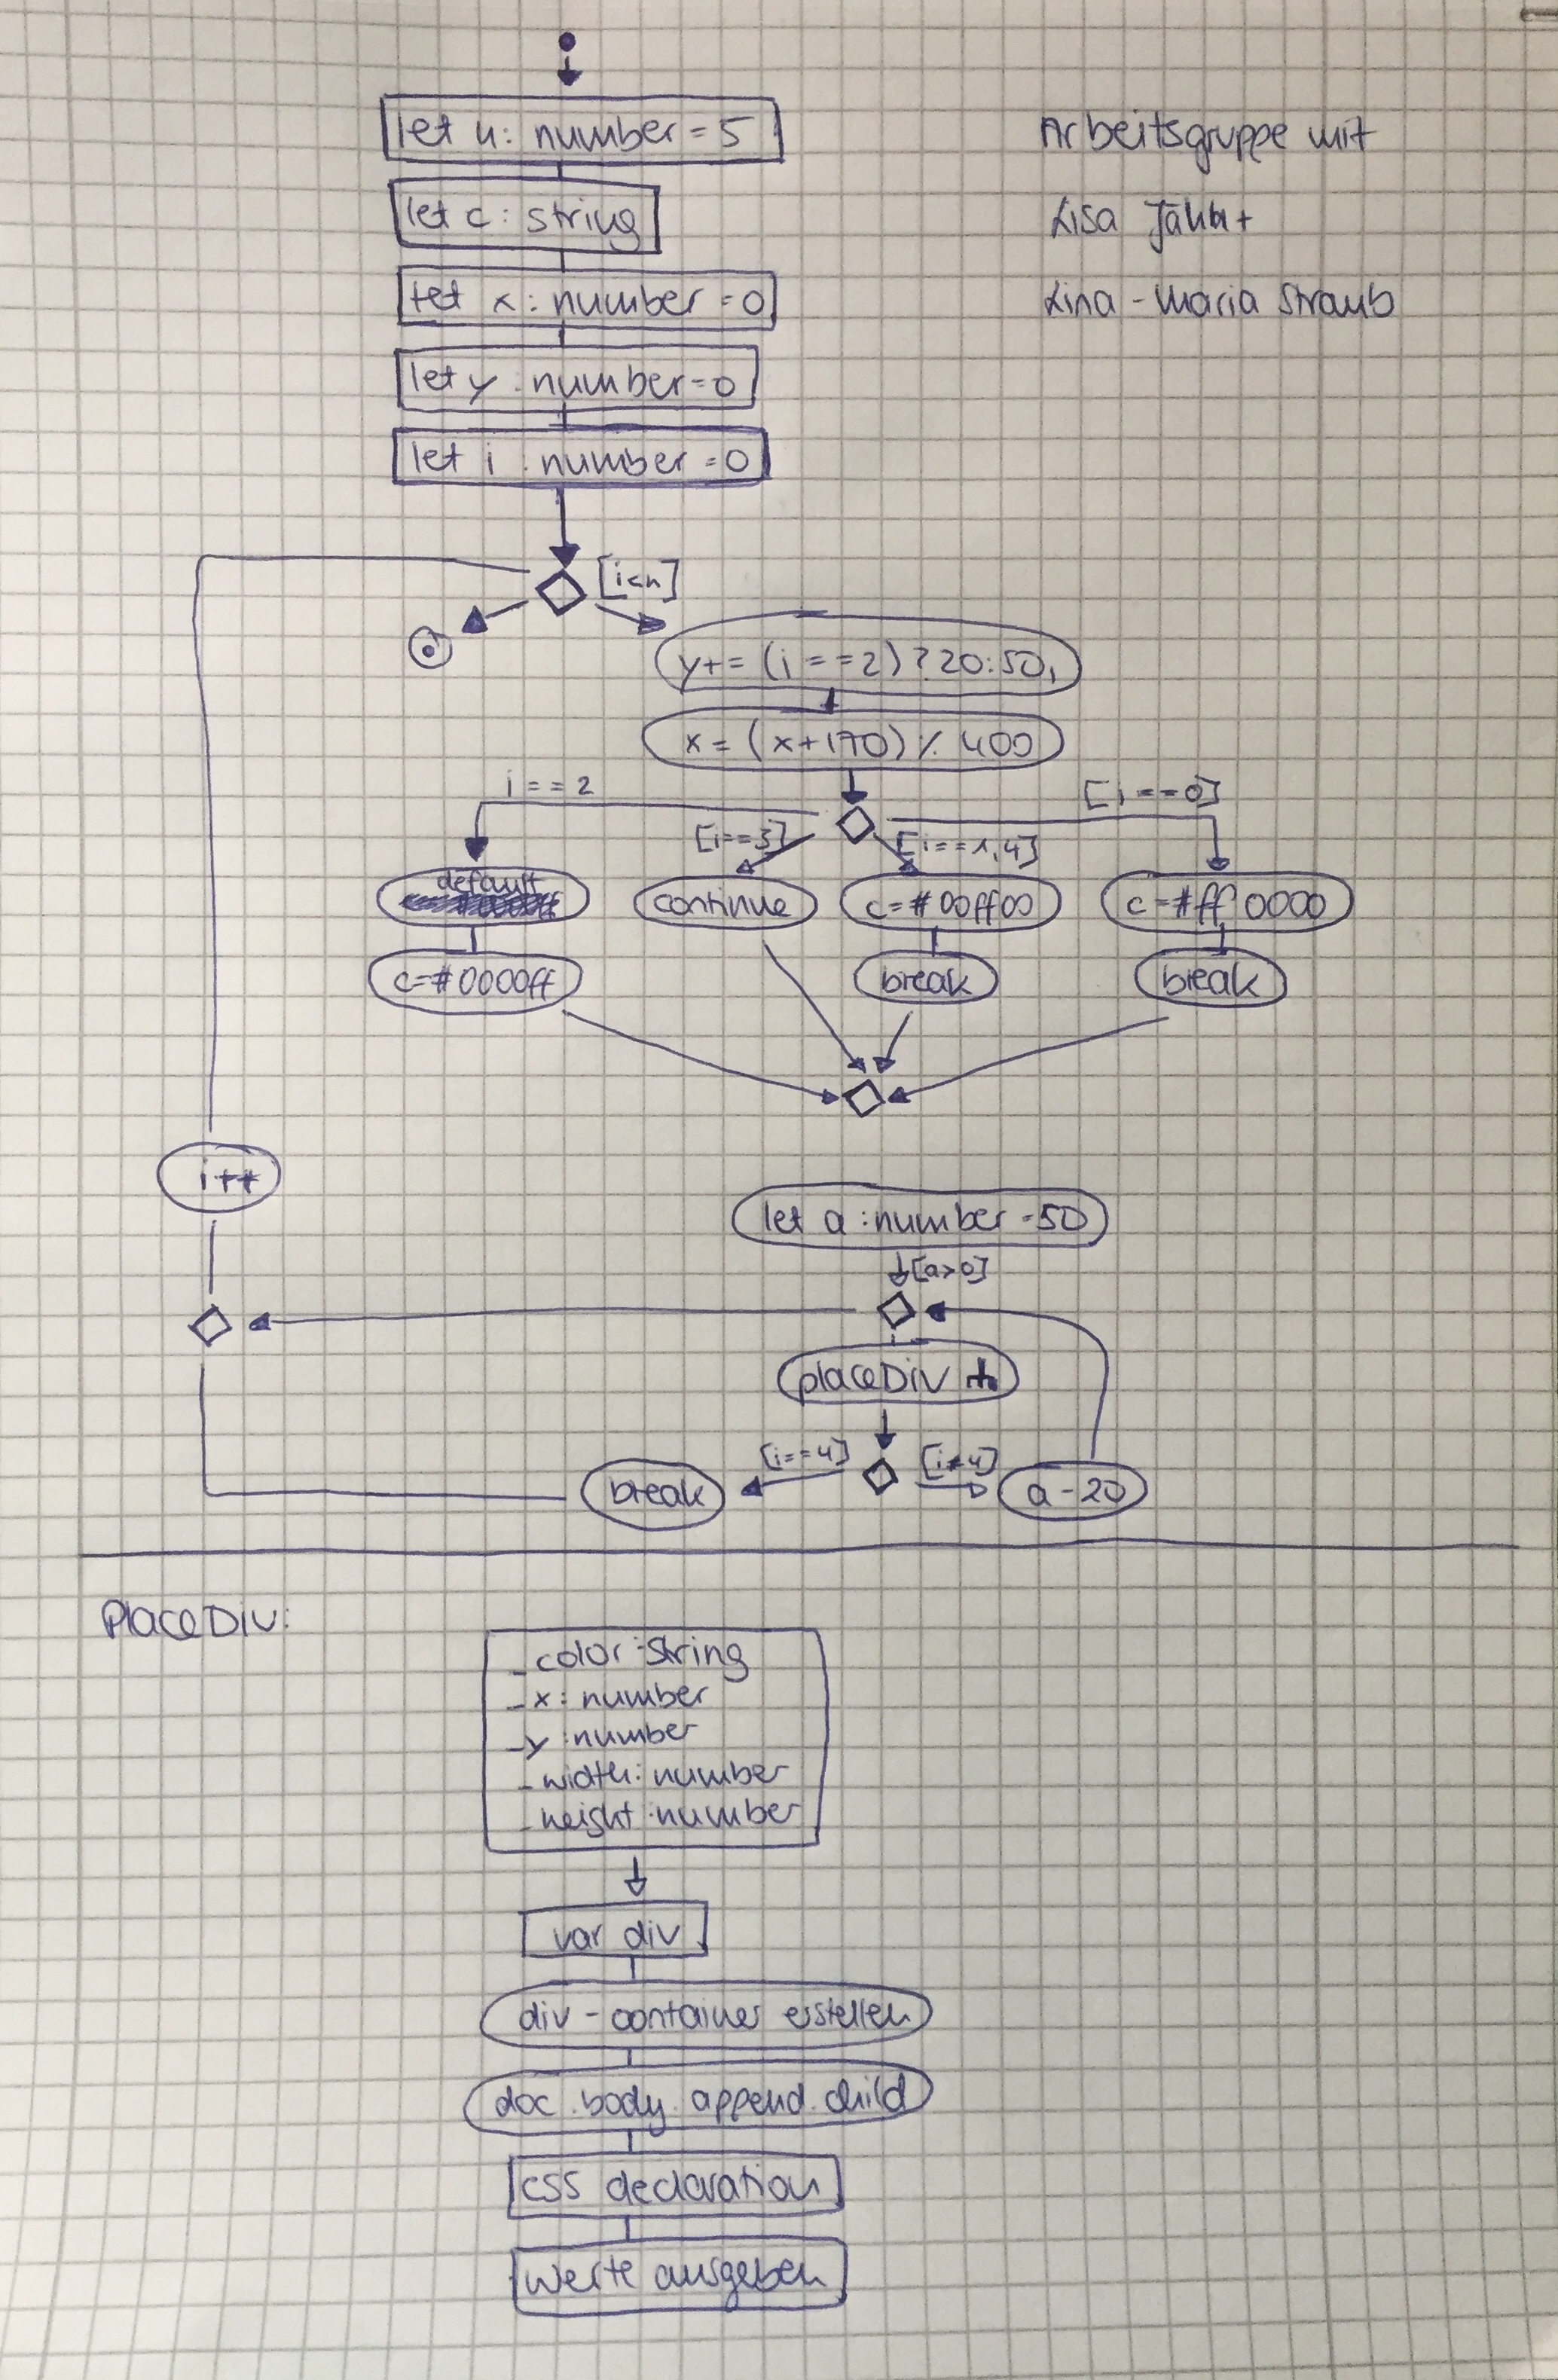 let n: number = 5
Arbeitsgruppe mit
let c: string
Lisa
let x: number = 0
Lina-Maria Straub
let y: number = 0
let i: number = 0
[i<n]
y+= (i==2)?20:50;
x = (x+170) % 400
i==2
[i==3]
[i==1,4]
[i==0]
default
continue
c=#00ff00
c=#ff0000
c=#0000ff
break
break
i++
let a: number=50
[a>0]
placeDiv
[i==4]
[i≠4]
break
a-20
PlaceDiv:
_color: String
_x: number
_y: number
_width: number
_height: number
var div
div-container erstellen
doc.body.append.child
css declaration
Werte ausgeben